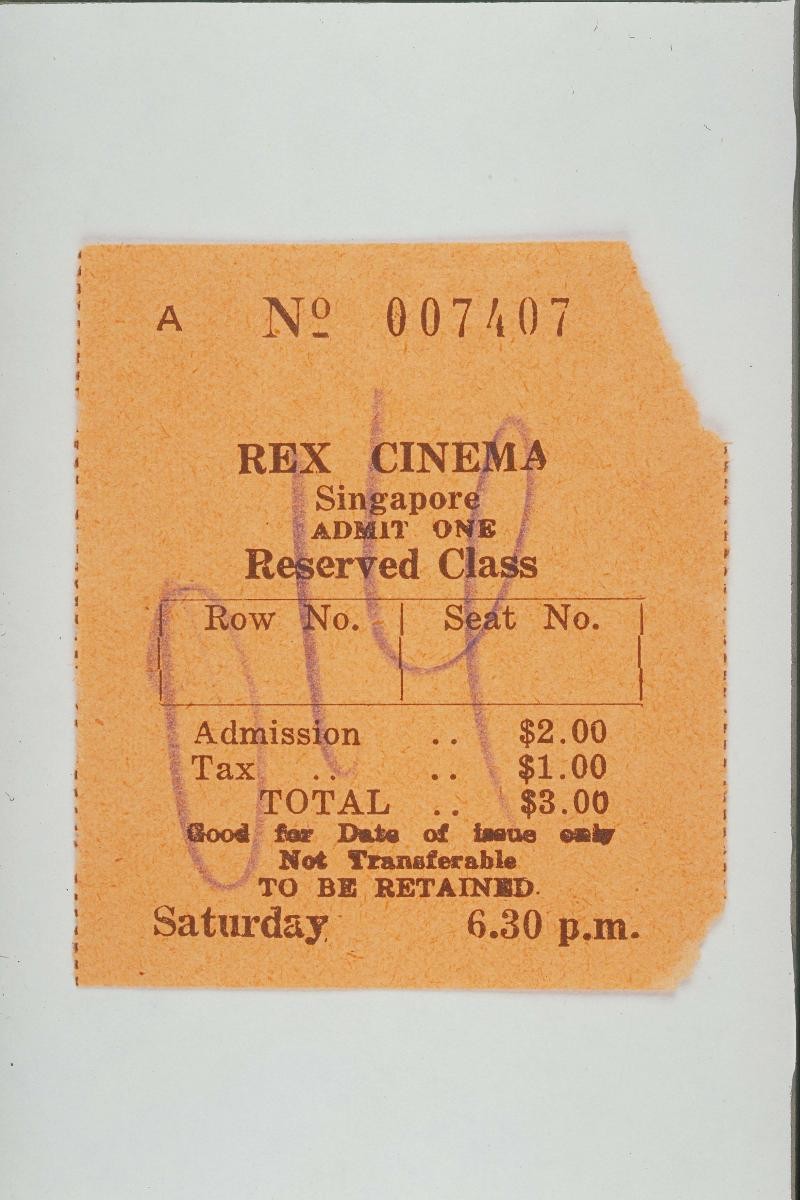 A Nº 007407
REX CINEMA
Singapore
ADMIT ONE
Reserved Class
Row No. Seat No.
Admission .. $2.00
Tax .. .. $1.00
TOTAL .. $3.00
Good for Date of issue only
Not Transferable
TO BE RETAINED.
Saturday 6.30 p.m.